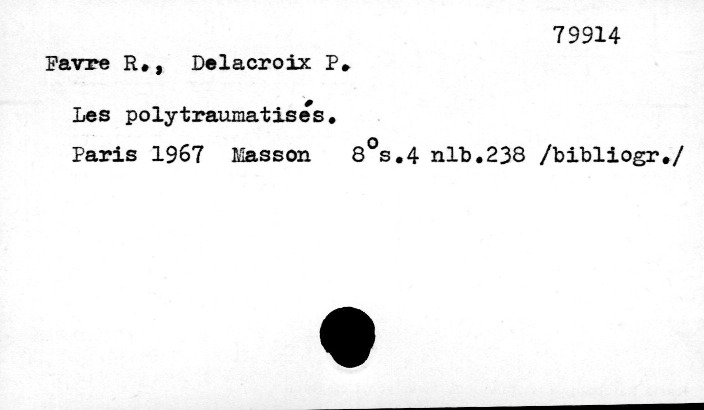 79914
Favre R., Delacroix P.
Les polytraumatisés.
Paris 1967 Masson 8°s.4 nlb.238 /bibliogr./